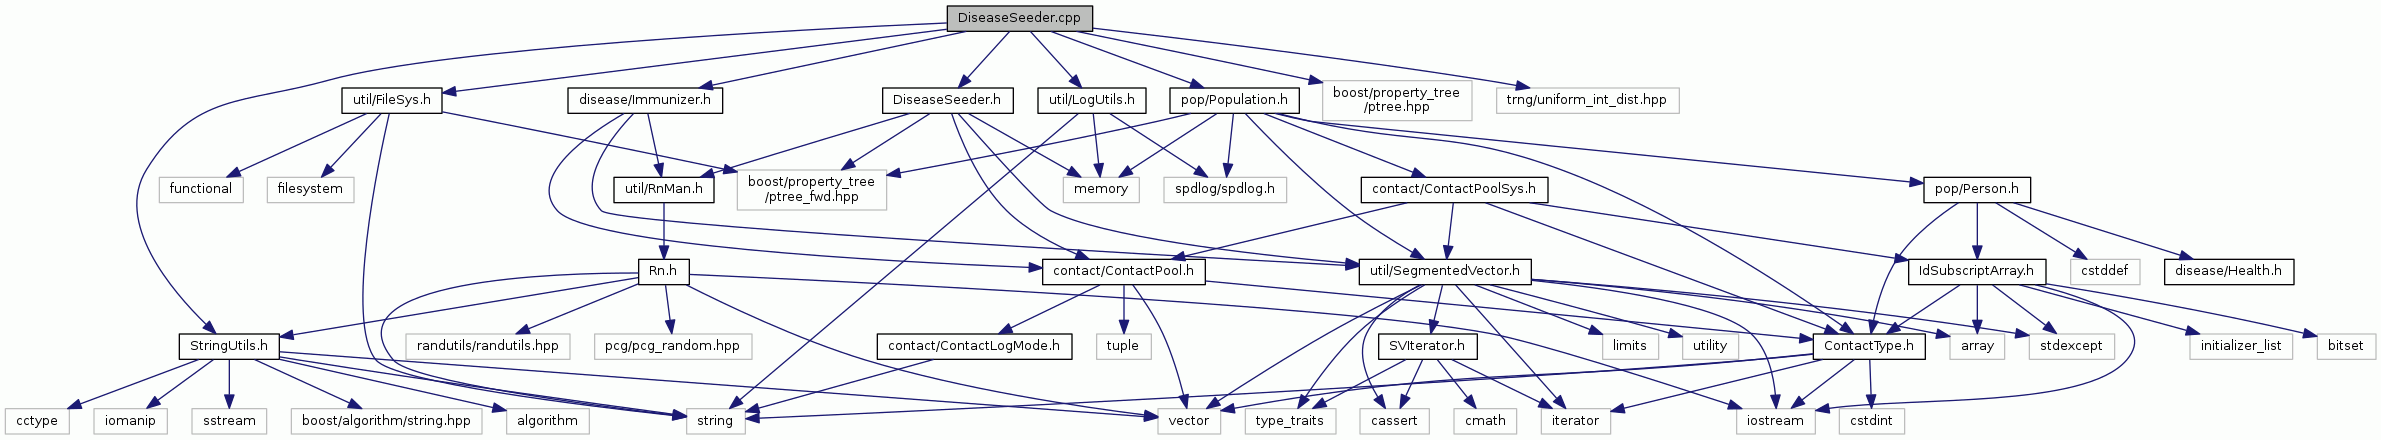 DiseaseSeeder.cpp
util/FileSys.h
disease/Immunizer.h
DiseaseSeeder.h
util/LogUtils.h
pop/Population.h
boost/property_tree
/ptree.hpp
trng/uniform_int_dist.hpp
functional
filesystem
util/RnMan.h
boost/property_tree
/ptree_fwd.hpp
memory
spdlog/spdlog.h
contact/ContactPoolSys.h
pop/Person.h
Rn.h
contact/ContactPool.h
util/SegmentedVector.h
IdSubscriptArray.h
cstddef
disease/Health.h
StringUtils.h
randutils/randutils.hpp
pcg/pcg_random.hpp
contact/ContactLogMode.h
tuple
SVIterator.h
limits
utility
ContactType.h
array
stdexcept
initializer_list
bitset
cctype
iomanip
sstream
boost/algorithm/string.hpp
algorithm
string
vector
type_traits
cassert
cmath
iterator
iostream
cstdint